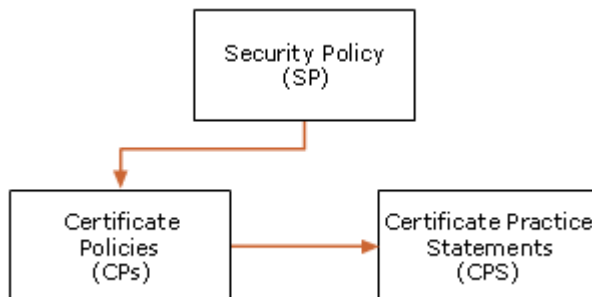 Security Policy
(SP)
Certificate
Policies
(CPs)
Certificate Practice
Statements
(CPS)